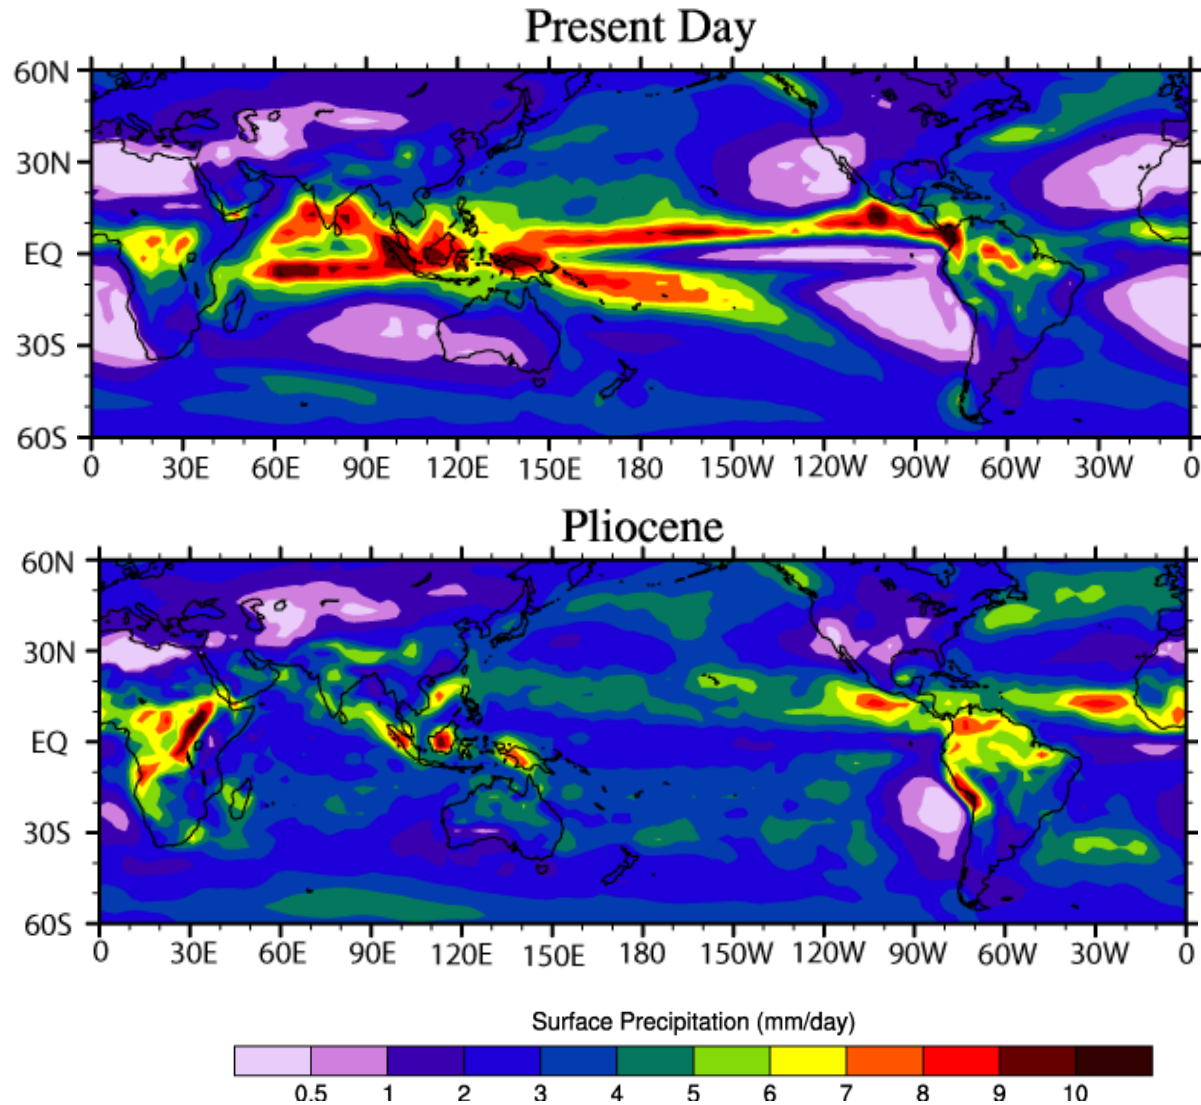 Present Day
60N
30N
EQ
30S
60S
0 30E 60E 90E 120E 150E 180 150W 120W 90W 60W 30W 0
Pliocene
60N
30N
EQ
30S
60S
0 30E 60E 90E 120E 150E 180 150W 120W 90W 60W 30W 0
Surface Precipitation (mm/day)
0.5 1 2 3 4 5 6 7 8 9 10